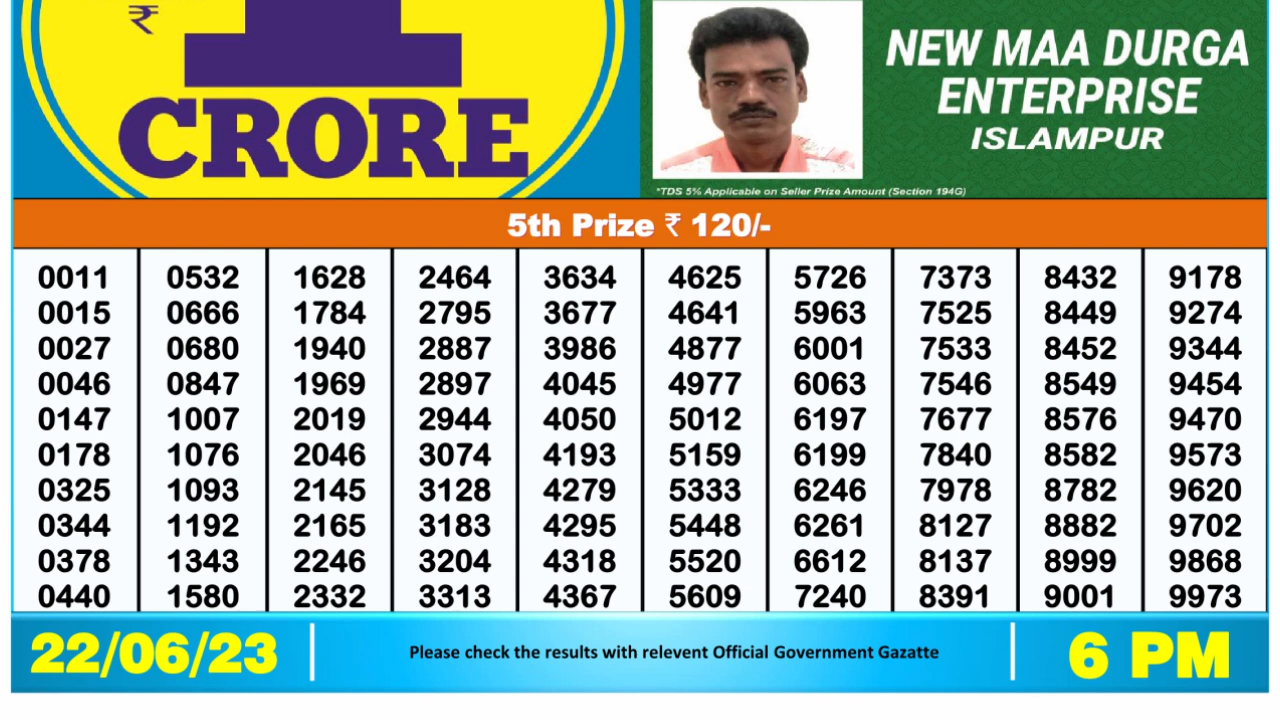 ₹
1
CRORE
NEW MAA DURGA
ENTERPRISE
ISLAMPUR
*TDS 5% Applicable on Seller Prize Amount (Section 194G)
5th Prize ₹ 120/-
0011 0532 1628 2464 3634 4625 5726 7373 8432 9178
0015 0666 1784 2795 3677 4641 5963 7525 8449 9274
0027 0680 1940 2887 3986 4877 6001 7533 8452 9344
0046 0847 1969 2897 4045 4977 6063 7546 8549 9454
0147 1007 2019 2944 4050 5012 6197 7677 8576 9470
0178 1076 2046 3074 4193 5159 6199 7840 8582 9573
0325 1093 2145 3128 4279 5333 6246 7978 8782 9620
0344 1192 2165 3183 4295 5448 6261 8127 8882 9702
0378 1343 2246 3204 4318 5520 6612 8137 8999 9868
0440 1580 2332 3313 4367 5609 7240 8391 9001 9973
22/06/23
Please check the results with relevent Official Government Gazatte
6 PM